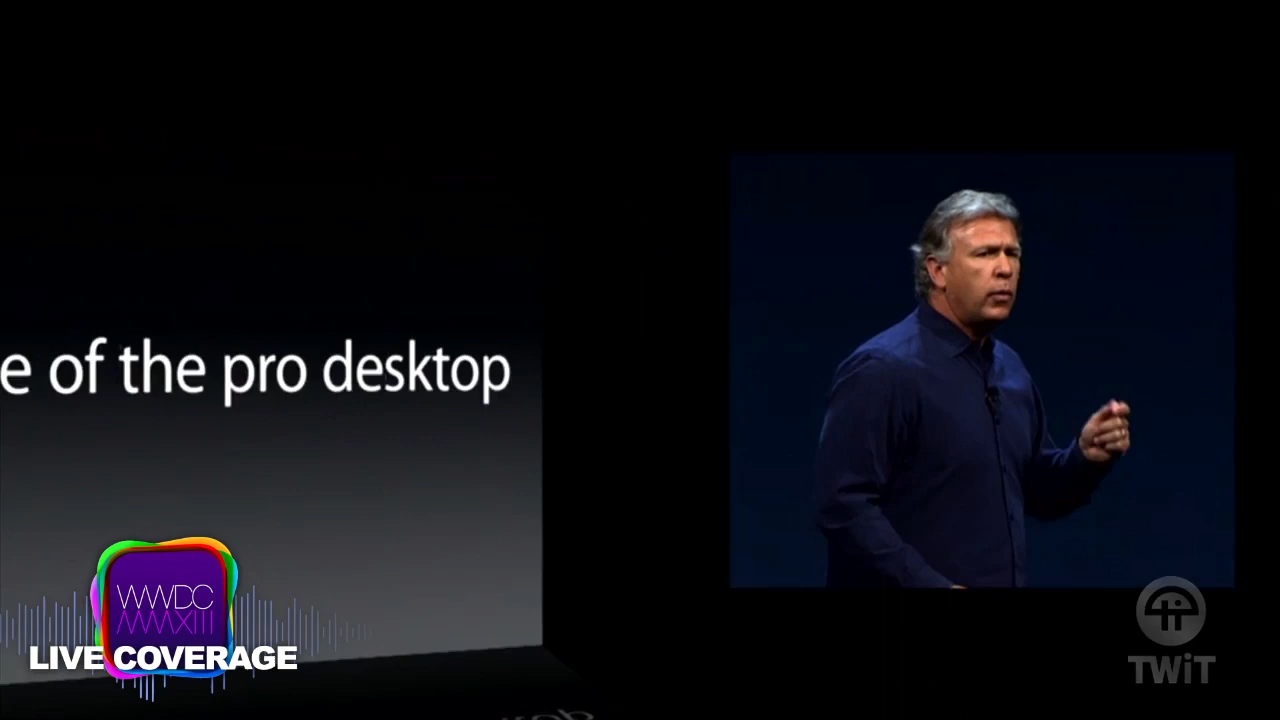 e of the pro desktop
WWDC
MMXIII
LIVE COVERAGE
TWiT